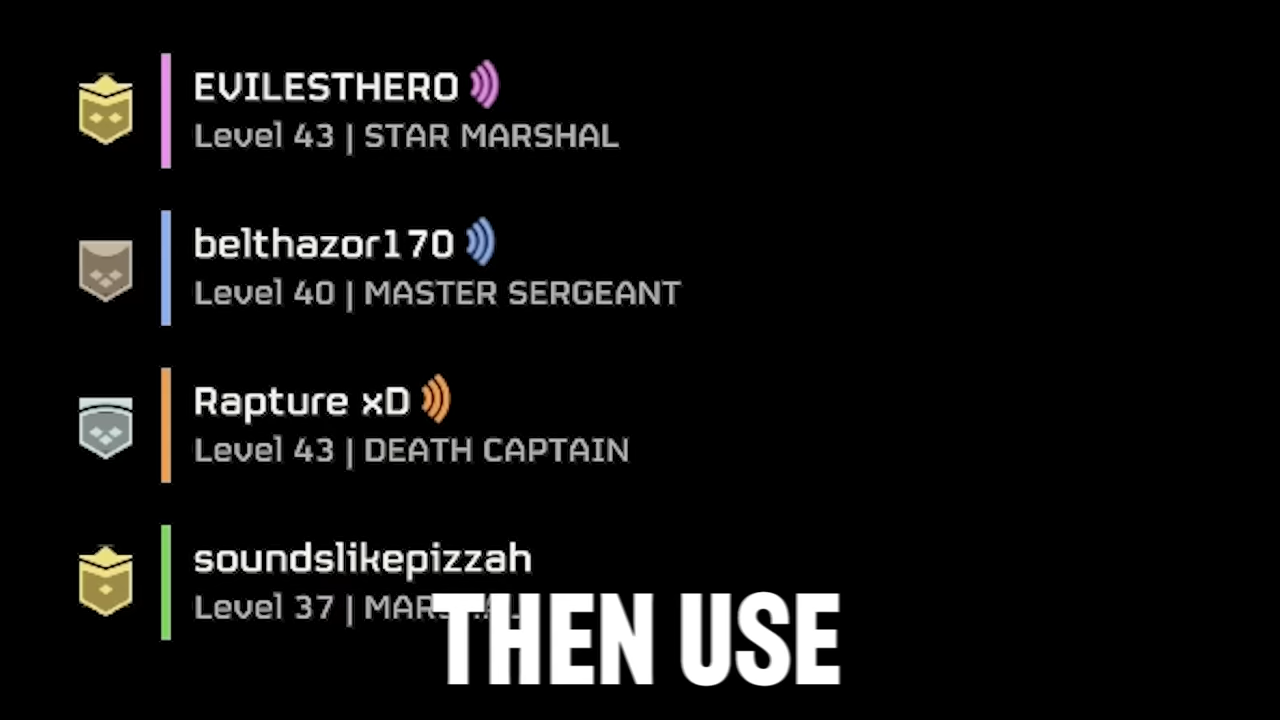 EVILESTHERO
Level 43 | STAR MARSHAL
belthazor170
Level 40 | MASTER SERGEANT
Rapture xD
Level 43 | DEATH CAPTAIN
soundslikepizzah
Level 37 | MARSHAL
THEN USE